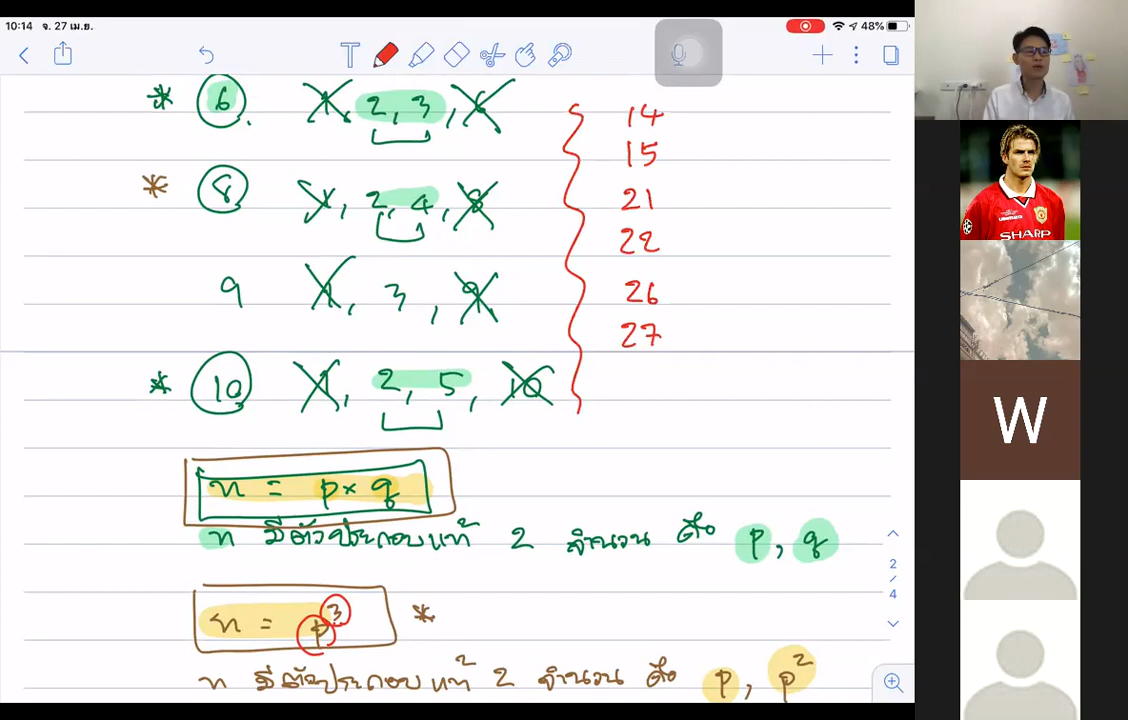 10:14 จ. 27 เม.ย. 48%
T
* 6 1, 2, 3, 6
* 8 1, 2, 4, 8
9 1, 3, 9
* 10 1, 2, 5, 10
14
15
21
22
26
27
n = p × q
n มีตัวประกอบแท้ 2 จำนวน คือ p, q
n = p³ *
n มีตัวประกอบแท้ 2 จำนวน คือ p, p²
2
/
4
SHARP
W